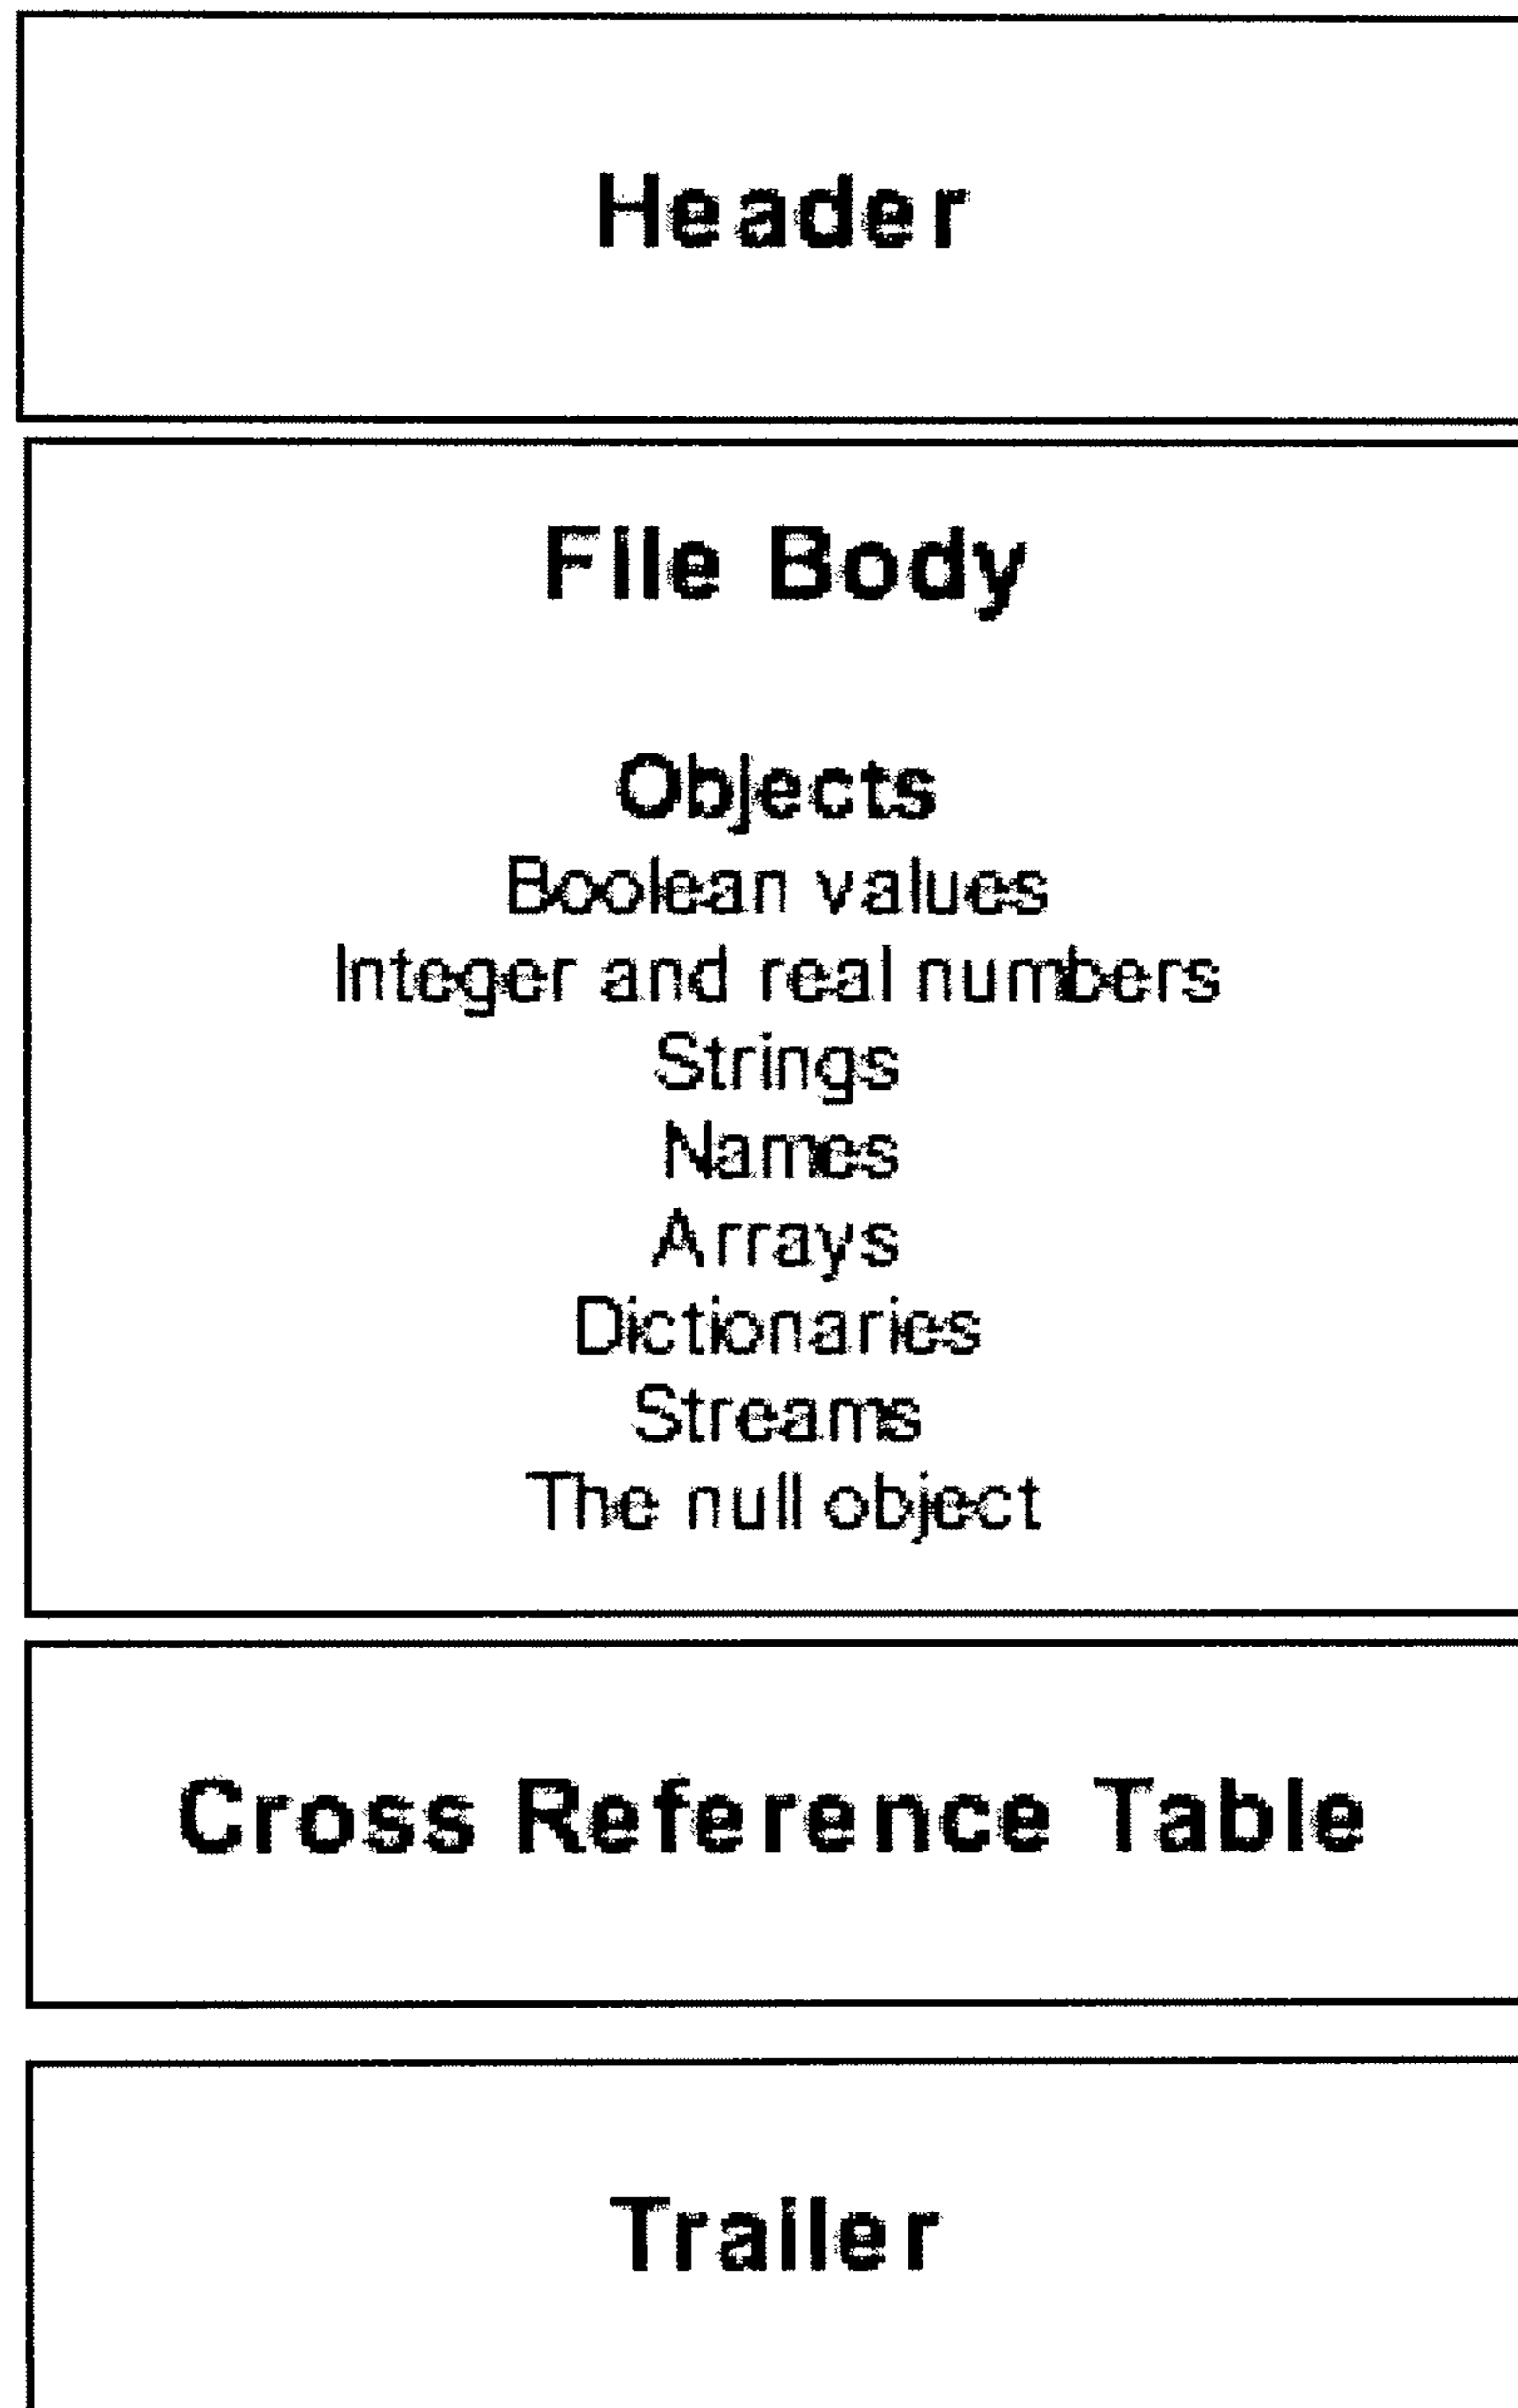 Header
File Body
Objects
Boolean values
Integer and real numbers
Strings
Names
Arrays
Dictionaries
Streams
The null object
Cross Reference Table
Trailer